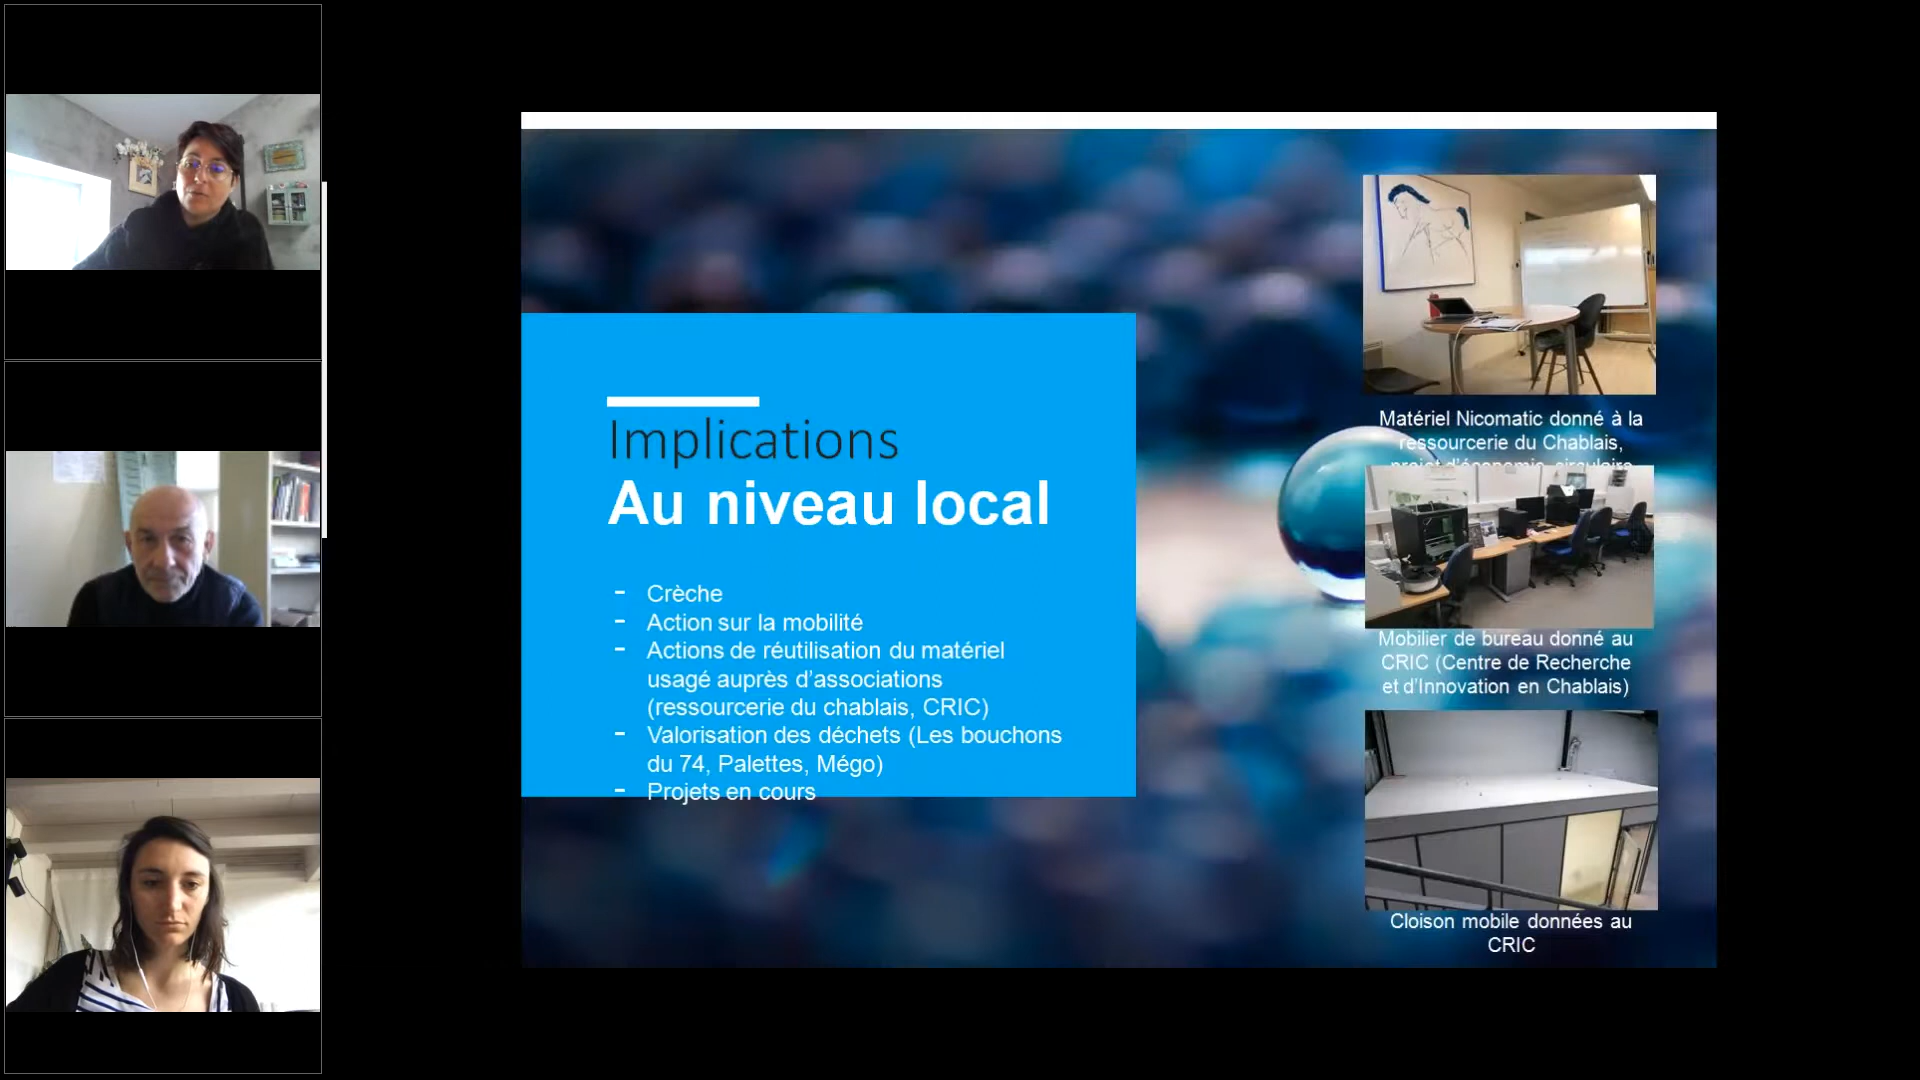 Implications
Au niveau local
- Crèche
- Action sur la mobilité
- Actions de réutilisation du matériel
usagé auprès d’associations
(ressourcerie du chablais, CRIC)
- Valorisation des déchets (Les bouchons
du 74, Palettes, Mégo)
- Projets en cours
Matériel Nicomatic donné à la
ressourcerie du Chablais,
projet d’économie circulaire
Mobilier de bureau donné au
CRIC (Centre de Recherche
et d’Innovation en Chablais)
Cloison mobile données au
CRIC